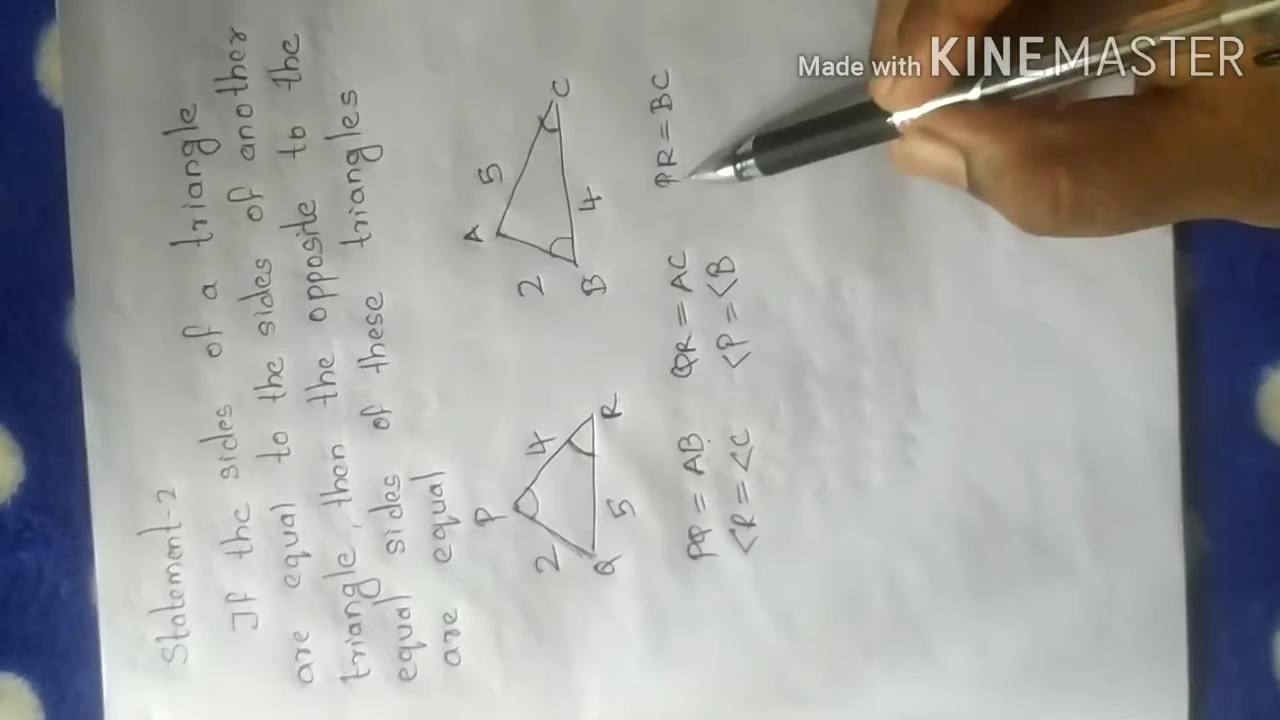 Statement-2
If the sides of a triangle
are equal to the sides of another
triangle, then the opposite to the
equal sides of these triangles
are equal
P
2
4
Q
5
R
A
2
5
B
4
C
PQ = AB QR = AC PR = BC
<R = <C <P = <B
Made with KINEMASTER